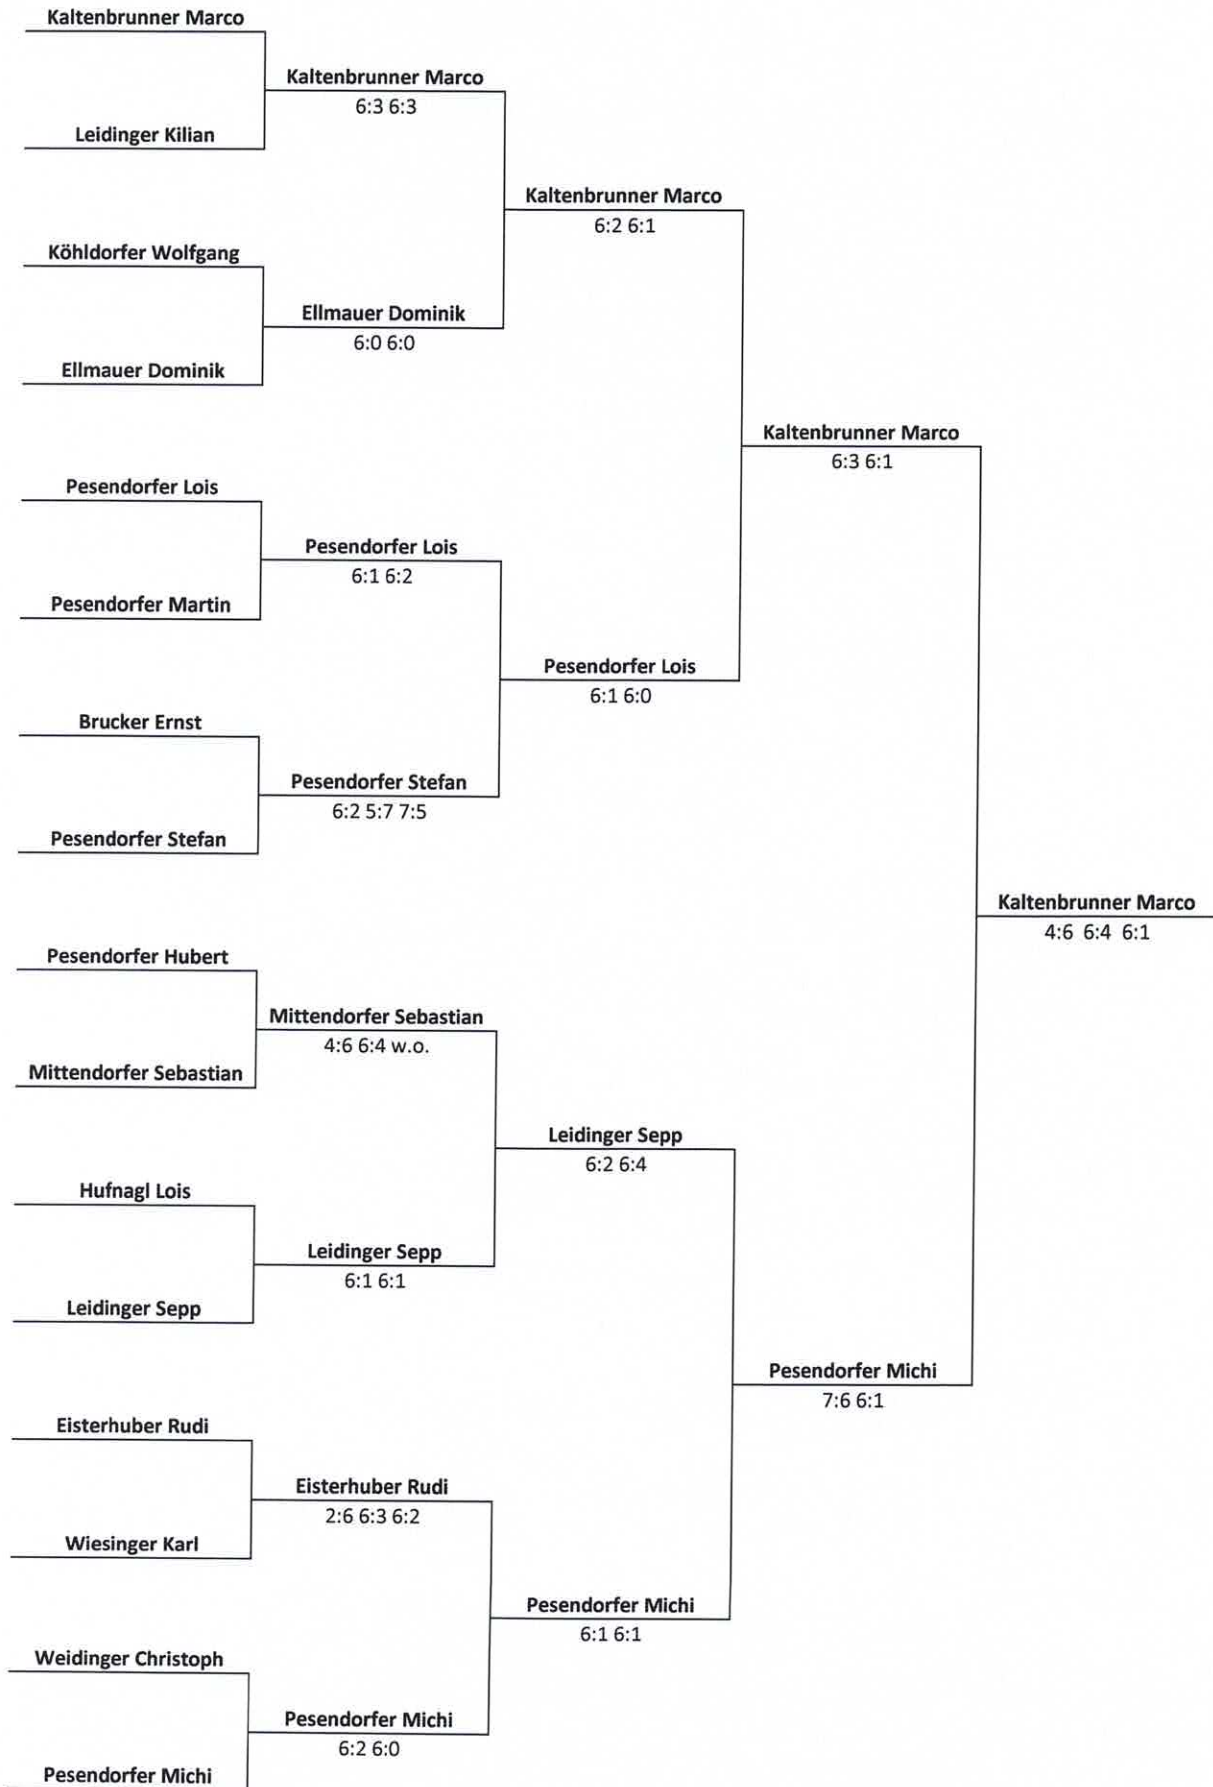 Kaltenbrunner Marco
Kaltenbrunner Marco
6:3 6:3
Leidinger Kilian
Kaltenbrunner Marco
6:2 6:1
Köhldorfer Wolfgang
Ellmauer Dominik
6:0 6:0
Ellmauer Dominik
Kaltenbrunner Marco
6:3 6:1
Pesendorfer Lois
Pesendorfer Lois
6:1 6:2
Pesendorfer Martin
Pesendorfer Lois
6:1 6:0
Brucker Ernst
Pesendorfer Stefan
6:2 5:7 7:5
Pesendorfer Stefan
Kaltenbrunner Marco
4:6 6:4 6:1
Pesendorfer Hubert
Mittendorfer Sebastian
4:6 6:4 w.o.
Mittendorfer Sebastian
Leidinger Sepp
6:2 6:4
Hufnagl Lois
Leidinger Sepp
6:1 6:1
Leidinger Sepp
Pesendorfer Michi
7:6 6:1
Eisterhuber Rudi
Eisterhuber Rudi
2:6 6:3 6:2
Wiesinger Karl
Pesendorfer Michi
6:1 6:1
Weidinger Christoph
Pesendorfer Michi
6:2 6:0
Pesendorfer Michi